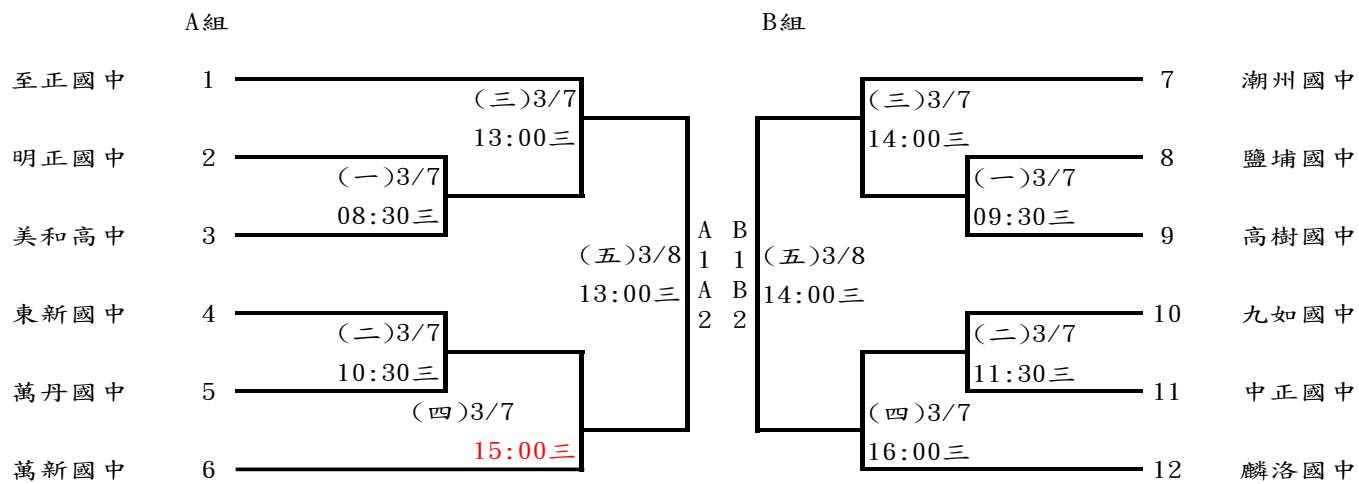 A組 B組
至正國中 1 7 潮州國中
(三)3/7 (三)3/7
13:00三 14:00三
明正國中 2 8 鹽埔國中
(一)3/7 (一)3/7
08:30三 09:30三
美和高中 3 9 高樹國中
A1A2 B1B2
(五)3/8 (五)3/8
13:00三 14:00三
東新國中 4 10 九如國中
(二)3/7 (二)3/7
10:30三 11:30三
萬丹國中 5 11 中正國中
(四)3/7 (四)3/7
15:00三 16:00三
萬新國中 6 12 麟洛國中